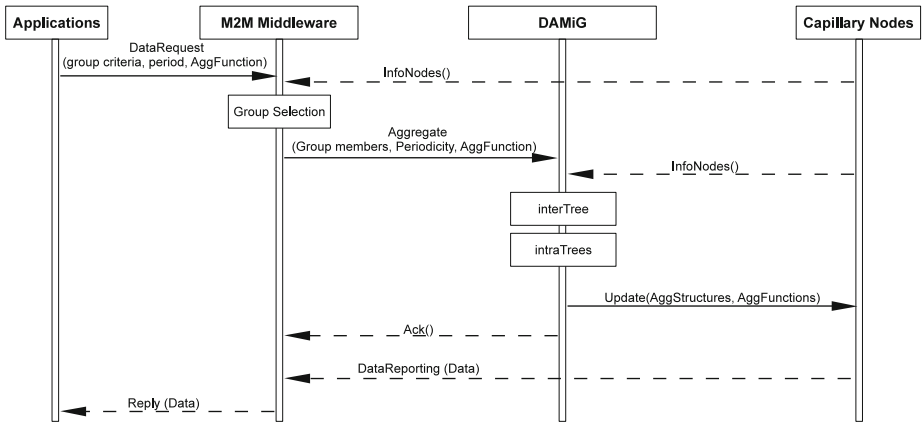 Applications
M2M Middleware
DAMiG
Capillary Nodes
DataRequest
(group criteria, period, AggFunction)
InfoNodes()
Group Selection
Aggregate
(Group members, Periodicity, AggFunction)
InfoNodes()
interTree
intraTrees
Update(AggStructures, AggFunctions)
Ack()
DataReporting (Data)
Reply (Data)